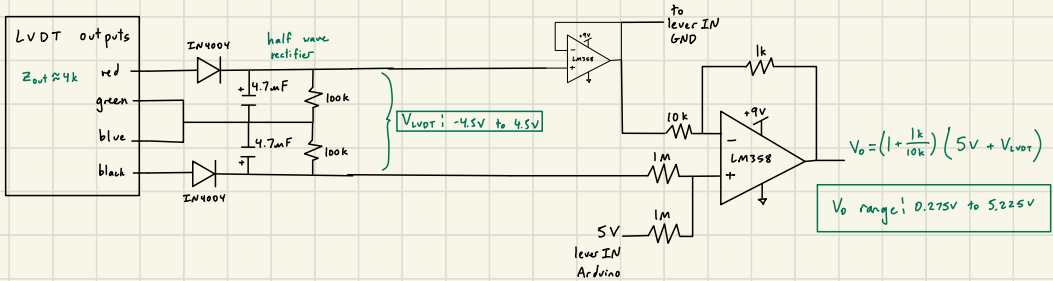 LVDT outputs
Zout ≈ 4k
red
green
blue
black
IN4004
IN4004
half wave
rectifier
+
4.7mF
100k
4.7mF
+
100k
VLVDT: -4.5V to 4.5V
-
+
+9V
LM358
to
lever IN
GND
1k
10k
1M
1M
5V
lever IN
Arduino
+9V
-
+
LM358
Vo = (1 + 1k/10k) (5V + VLVDT)
Vo range: 0.275V to 5.225V